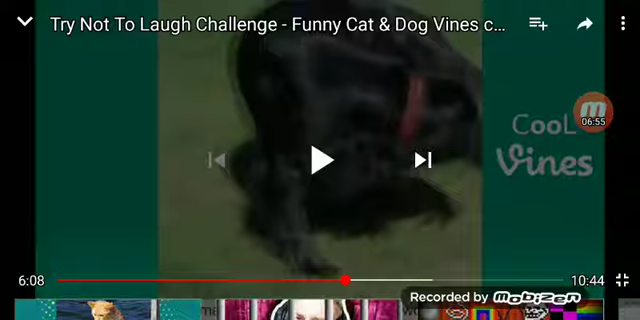 Try Not To Laugh Challenge - Funny Cat & Dog Vines c...
06:55
CooL
Vines
6:08
10:44
Recorded by mobizen